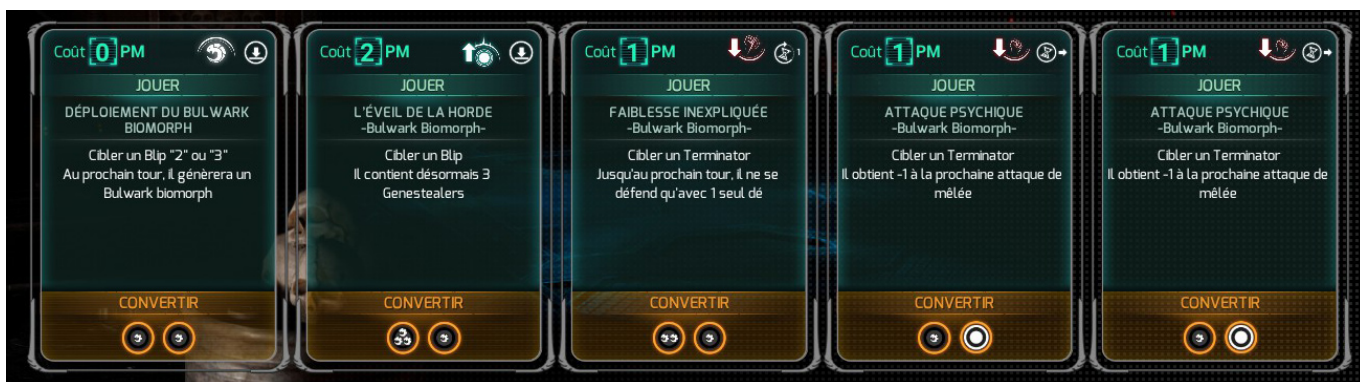 Coût 0 PM
JOUER
DÉPLOIEMENT DU BULWARK
BIOMORPH
Cibler un Blip "2" ou "3"
Au prochain tour, il génèrera un
Bulwark biomorph
CONVERTIR
Coût 2 PM
JOUER
L'ÉVEIL DE LA HORDE
-Bulwark Biomorph-
Cibler un Blip
Il contient désormais 3
Genestealers
CONVERTIR
Coût 1 PM
1
JOUER
FAIBLESSE INEXPLIQUÉE
-Bulwark Biomorph-
Cibler un Terminator
Jusqu'au prochain tour, il ne se
défend qu'avec 1 seul dé
CONVERTIR
Coût 1 PM
JOUER
ATTAQUE PSYCHIQUE
-Bulwark Biomorph-
Cibler un Terminator
Il obtient -1 à la prochaine attaque de
mêlée
CONVERTIR
Coût 1 PM
JOUER
ATTAQUE PSYCHIQUE
-Bulwark Biomorph-
Cibler un Terminator
Il obtient -1 à la prochaine attaque de
mêlée
CONVERTIR